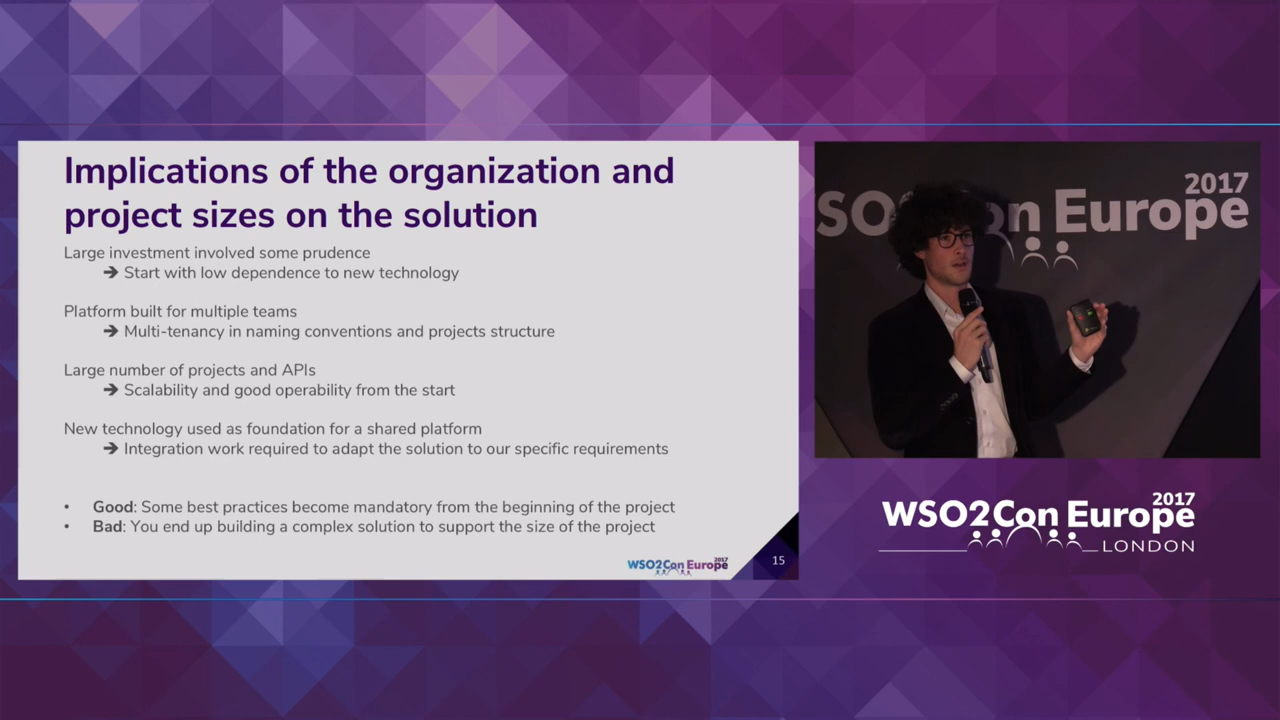 Implications of the organization and
project sizes on the solution
Large investment involved some prudence
➔ Start with low dependence to new technology
Platform built for multiple teams
➔ Multi-tenancy in naming conventions and projects structure
Large number of projects and APIs
➔ Scalability and good operability from the start
New technology used as foundation for a shared platform
➔ Integration work required to adapt the solution to our specific requirements
• Good: Some best practices become mandatory from the beginning of the project
• Bad: You end up building a complex solution to support the size of the project
2017
WSO2Con Europe
15
2017
SO2Con Europe
2017
WSO2Con Europe
LONDON